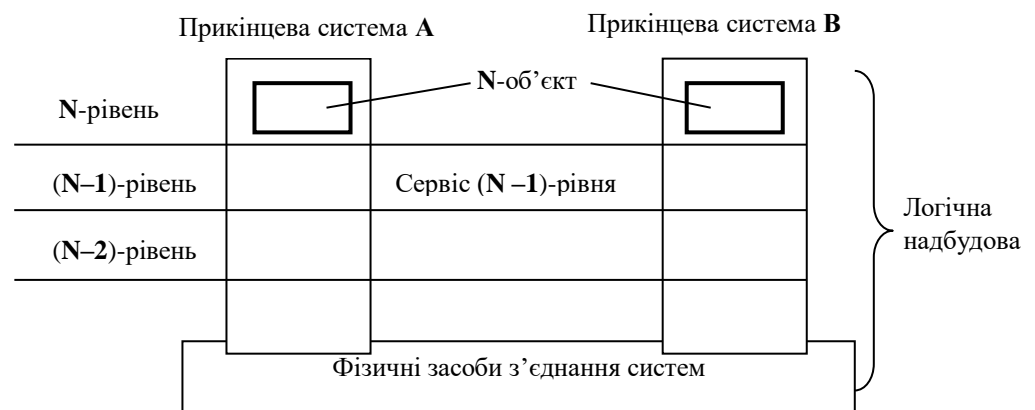 Прикінцева система А
Прикінцева система В
N-об’єкт
N-рівень
(N–1)-рівень
Сервіс (N –1)-рівня
(N–2)-рівень
Логічна
надбудова
Фізичні засоби з’єднання систем